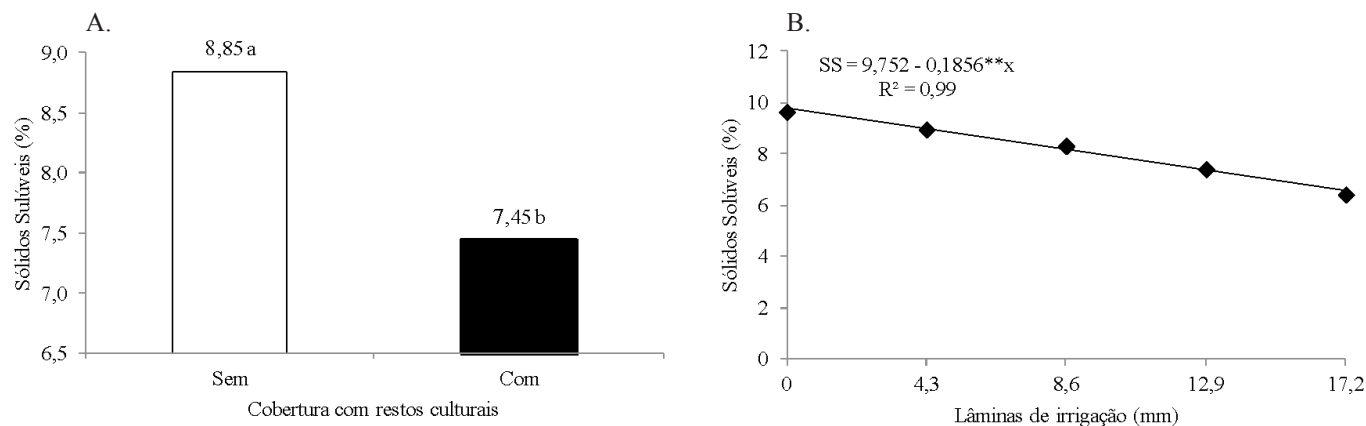 A.
Sólidos Sulúveis (%)
9,0
8,5
8,0
7,5
7,0
6,5
8,85 a
7,45 b
Sem
Com
Cobertura com restos culturais
B.
Sólidos Solúveis (%)
12
10
8
6
4
2
0
SS = 9,752 - 0,1856**x
R² = 0,99
0
4,3
8,6
12,9
17,2
Lâminas de irrigação (mm)